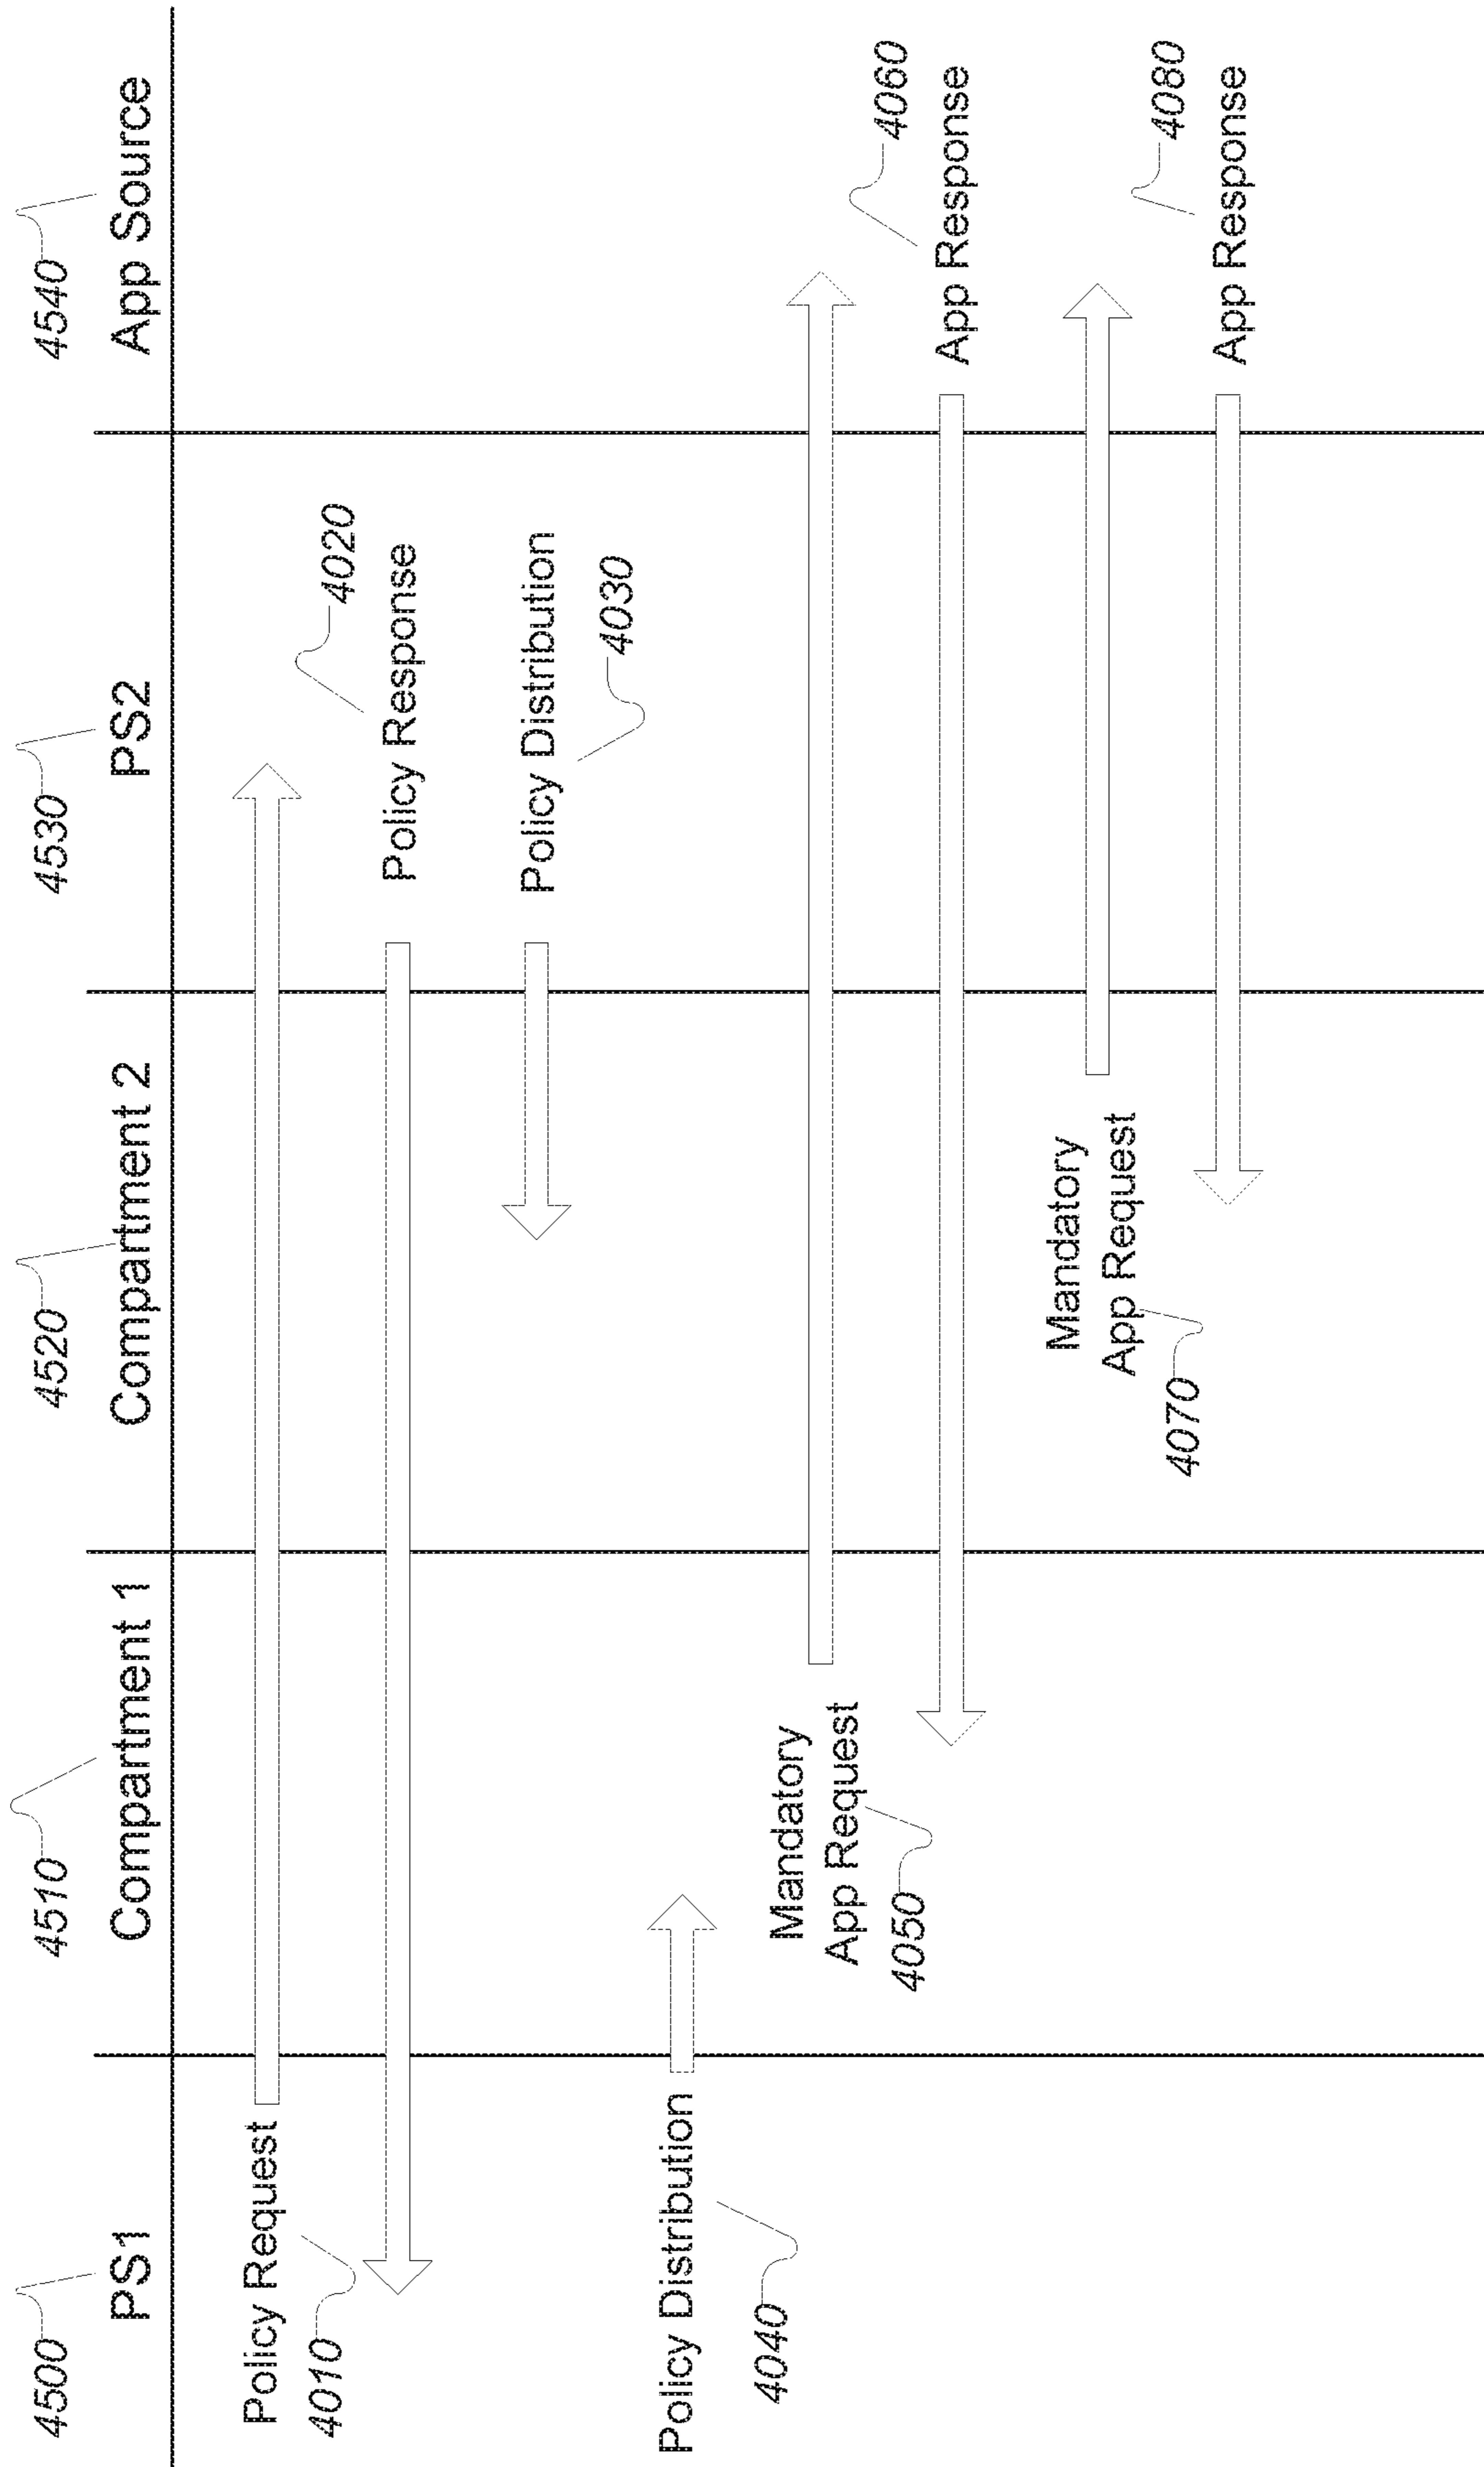 4500
4510
4520
4530
4540
PS1
Compartment 1
Compartment 2
PS2
App Source
Policy Request
4010
4020
Policy Response
Policy Distribution
4030
Policy Distribution
4040
Mandatory
App Request
4050
4060
App Response
Mandatory
App Request
4070
4080
App Response